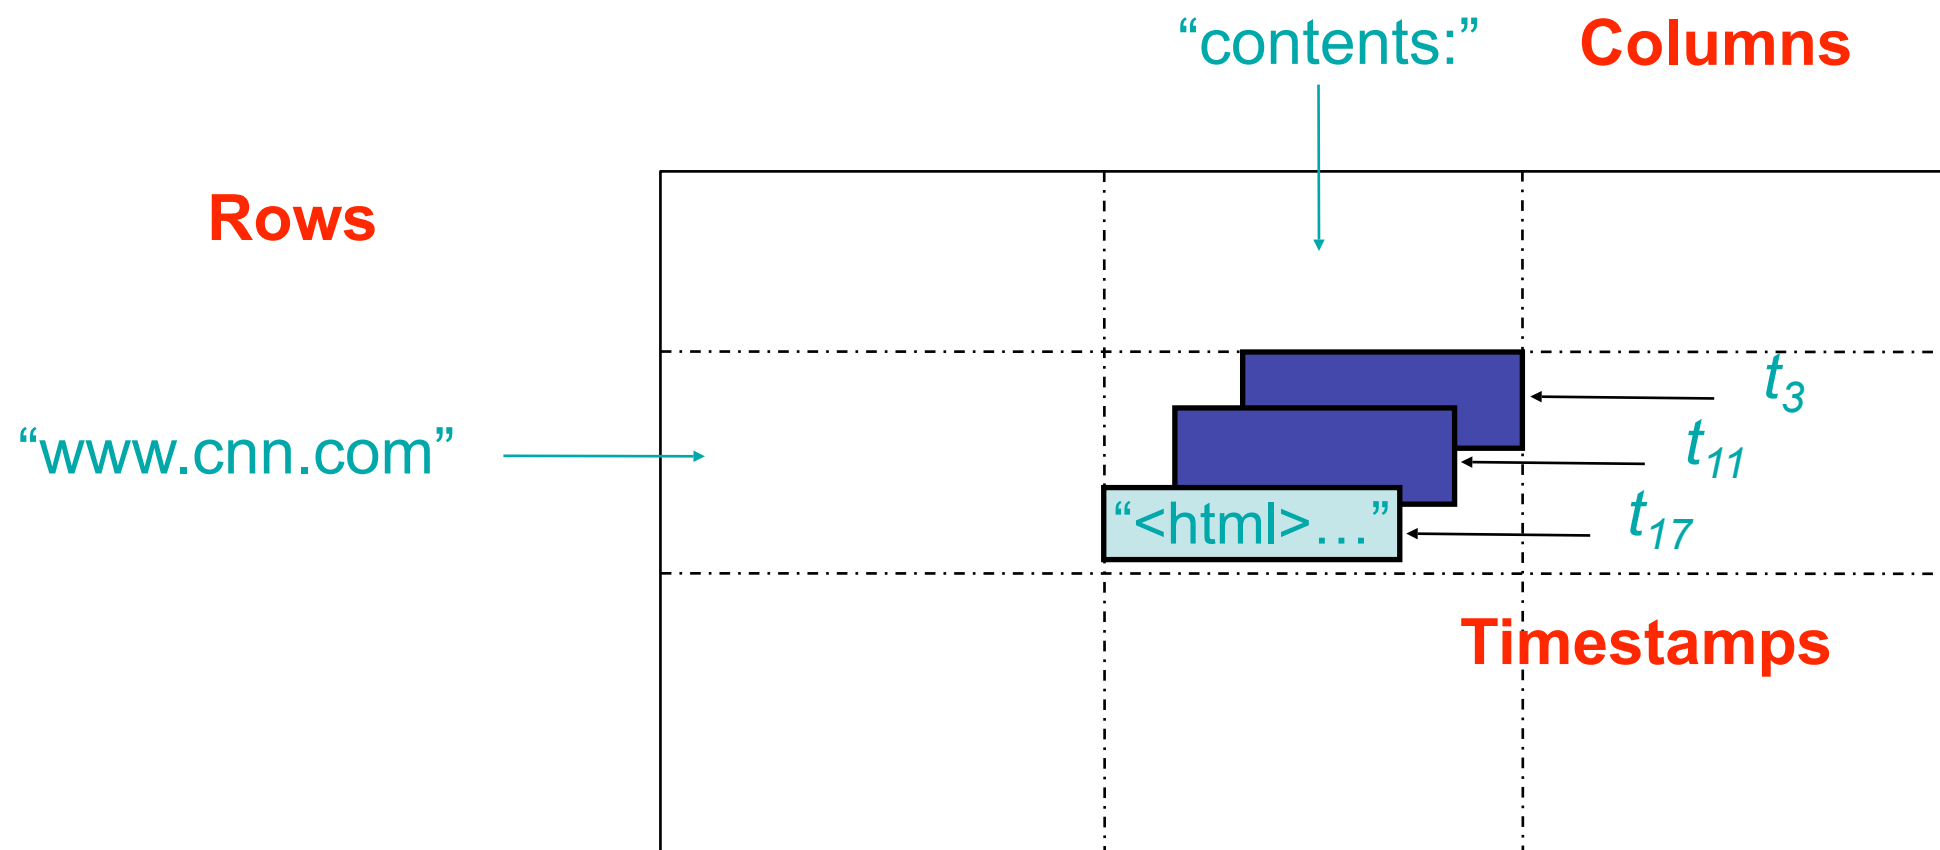 “contents:” Columns
Rows
t3
“www.cnn.com” t11
“<html>…” t17
Timestamps